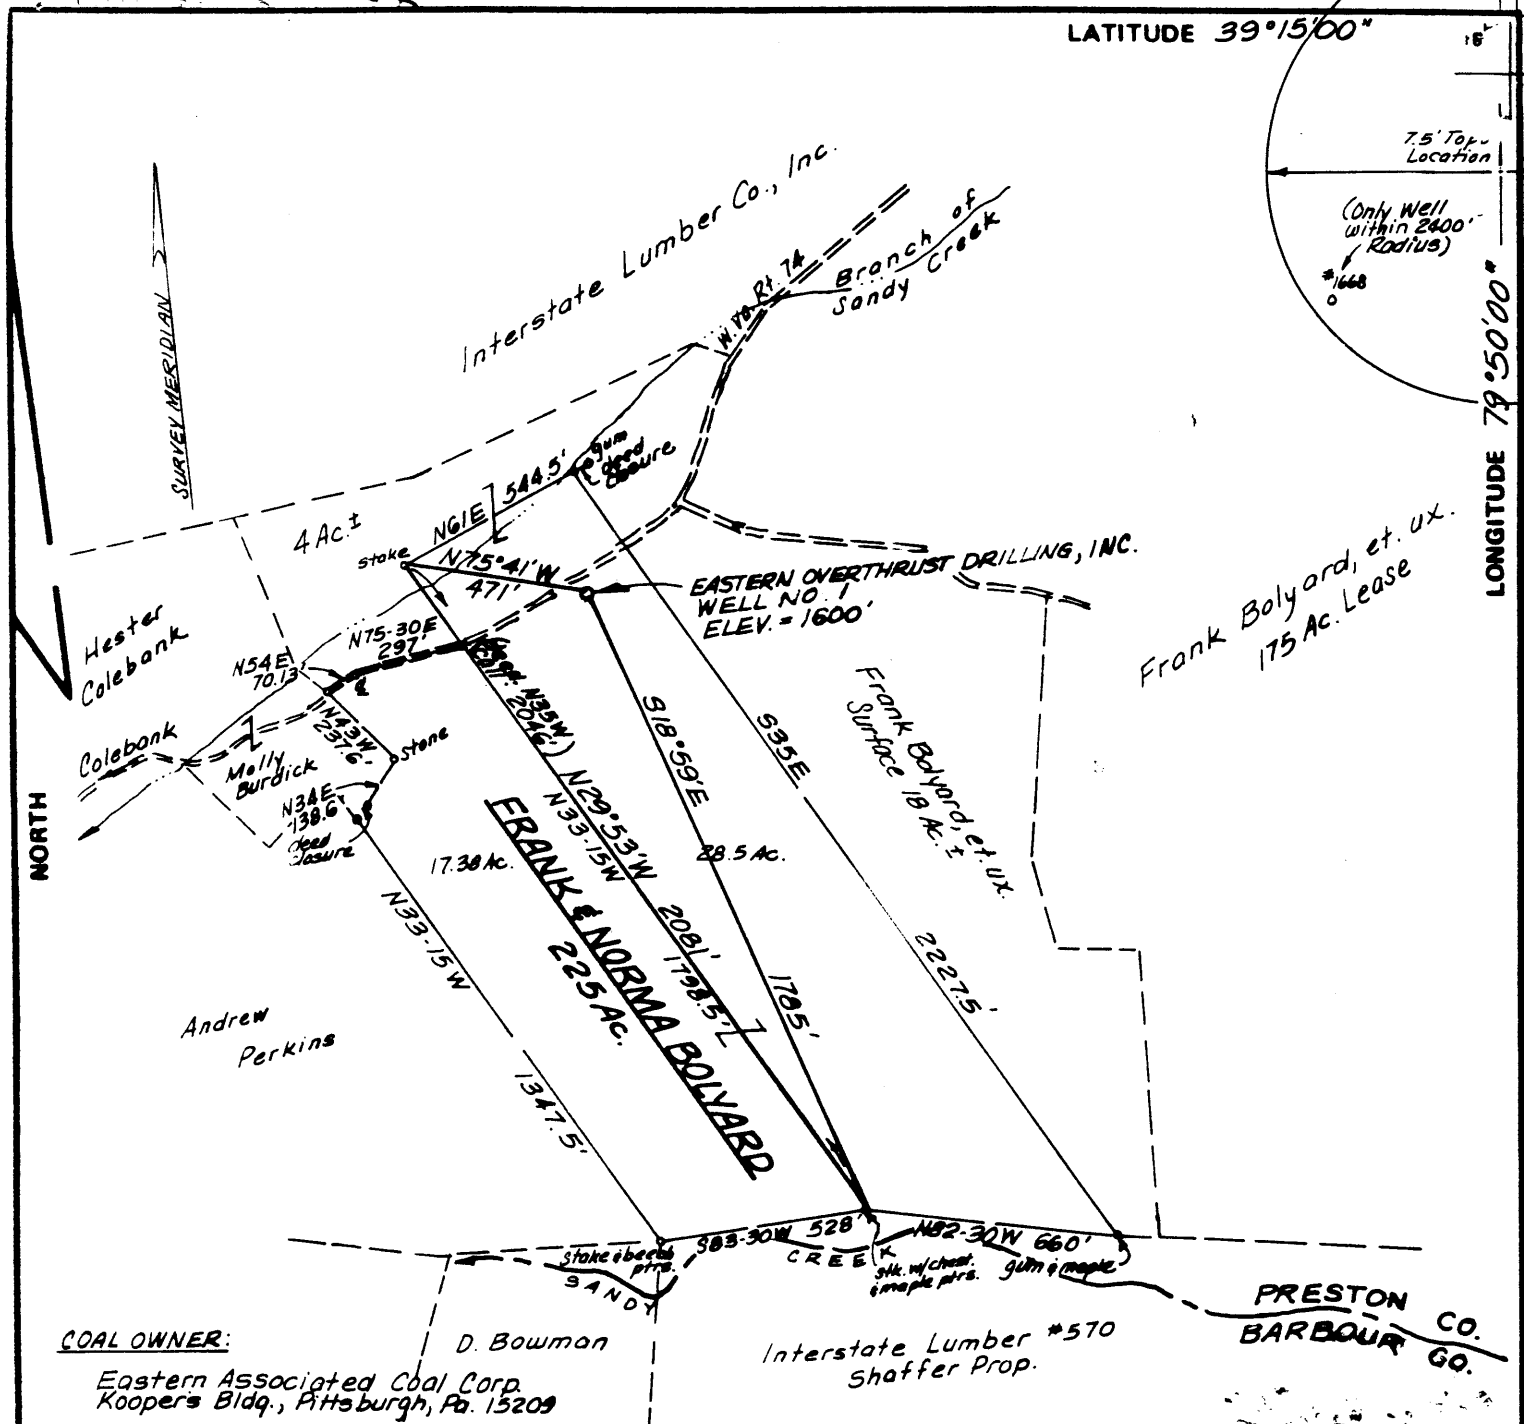 LATITUDE 39°15'00"
7.5' Topo
Location
(Only Well
within 2400'
Radius)
#1668
LONGITUDE 79°50'00"
SURVEY MERIDIAN
NORTH
Interstate Lumber Co., Inc.
W. Va. Rt. 74
Branch of
Sandy Creek
gum
deed
closure
544.5'
N61E
4 Ac.±
stake
N75°41'W
471'
EASTERN OVERTHRUST DRILLING, INC.
WELL NO. 1
ELEV. = 1600'
Frank Bolyard, et. ux.
175 Ac. Lease
Hester
Colebank
N75-30E
297'
N54E
70.13
N43W
237.6'
stone
Colebank
Molly
Burdick
N34E
138.6'
deed
closure
N35W
2046')
N29°53'W
N33-15W
2081'
1798.5'
S18°59'E
1785'
S35E
2227.5'
Frank Bolyard, et. ux.
Surface 18 Ac. ±
28.5 Ac.
17.38 Ac.
FRANK & NORMA BOLYARD
225 Ac.
N33-15W
1347.5'
Andrew
Perkins
Stake & beech
ptrs.
S83-30W 528'
N82-30W 660'
SANDY CREEK
stk. w/chest.
& maple ptrs.
gum & maple
PRESTON CO.
BARBOUR CO.
COAL OWNER:
Eastern Associated Coal Corp.
Koopers Bldg., Pittsburgh, Pa. 15209
D. Bowman
Interstate Lumber #570
Shaffer Prop.